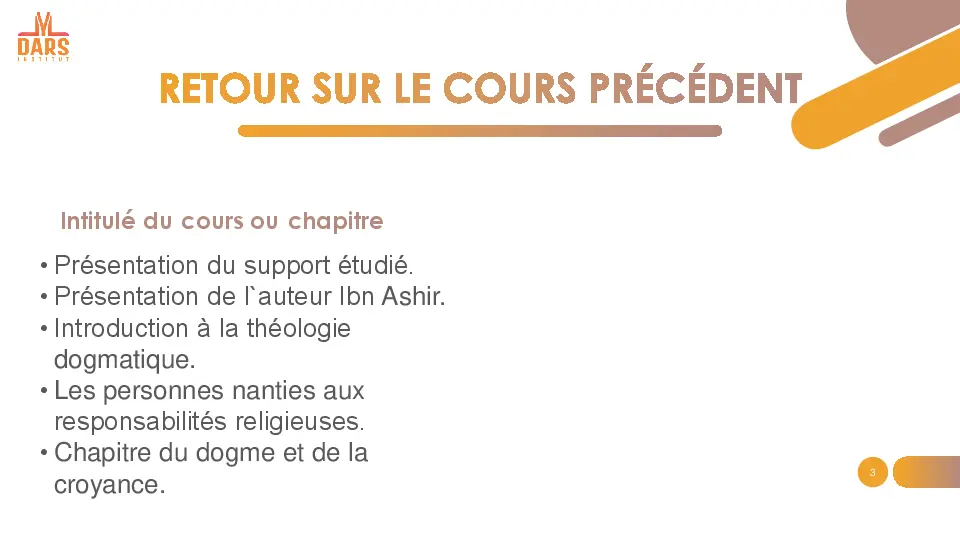 DARS
INSTITUT
RETOUR SUR LE COURS PRÉCÉDENT
Intitulé du cours ou chapitre
• Présentation du support étudié.
• Présentation de l`auteur Ibn Ashir.
• Introduction à la théologie
dogmatique.
• Les personnes nanties aux
responsabilités religieuses.
• Chapitre du dogme et de la
croyance.
3